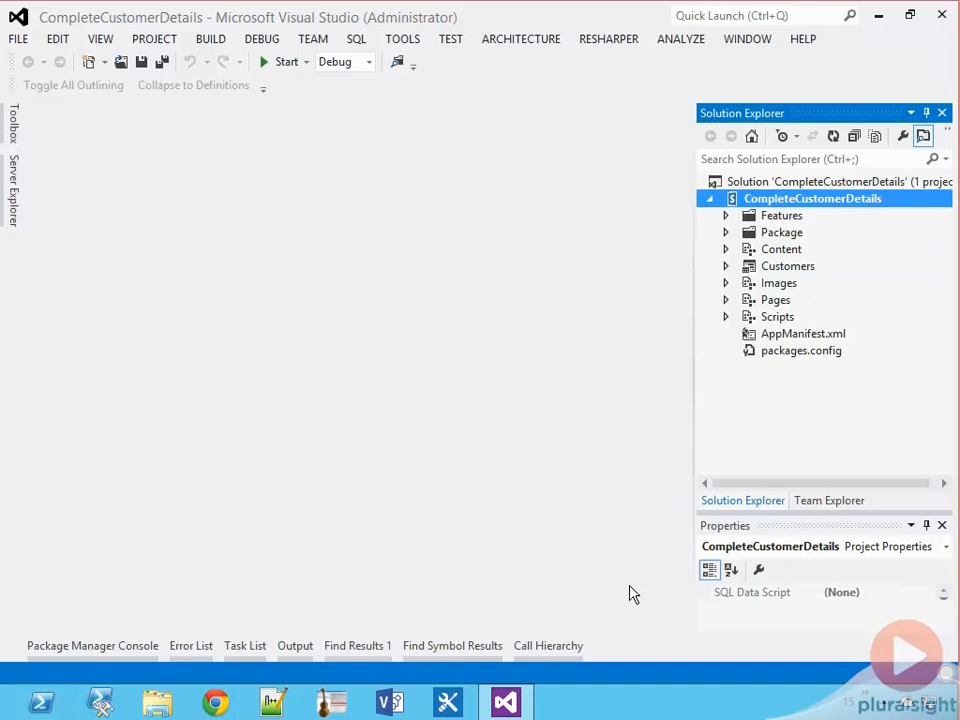 CompleteCustomerDetails - Microsoft Visual Studio (Administrator)
Quick Launch (Ctrl+Q)
FILE EDIT VIEW PROJECT BUILD DEBUG TEAM SQL TOOLS TEST ARCHITECTURE RESHARPER ANALYZE WINDOW HELP
Start Debug
Toggle All Outlining Collapse to Definitions
Toolbox
Server Explorer
Solution Explorer
Search Solution Explorer (Ctrl+;)
Solution 'CompleteCustomerDetails' (1 projec
CompleteCustomerDetails
Features
Package
Content
Customers
Images
Pages
Scripts
AppManifest.xml
packages.config
Solution Explorer Team Explorer
Properties
CompleteCustomerDetails Project Properties
SQL Data Script (None)
Package Manager Console Error List Task List Output Find Results 1 Find Symbol Results Call Hierarchy
15
pluralsight